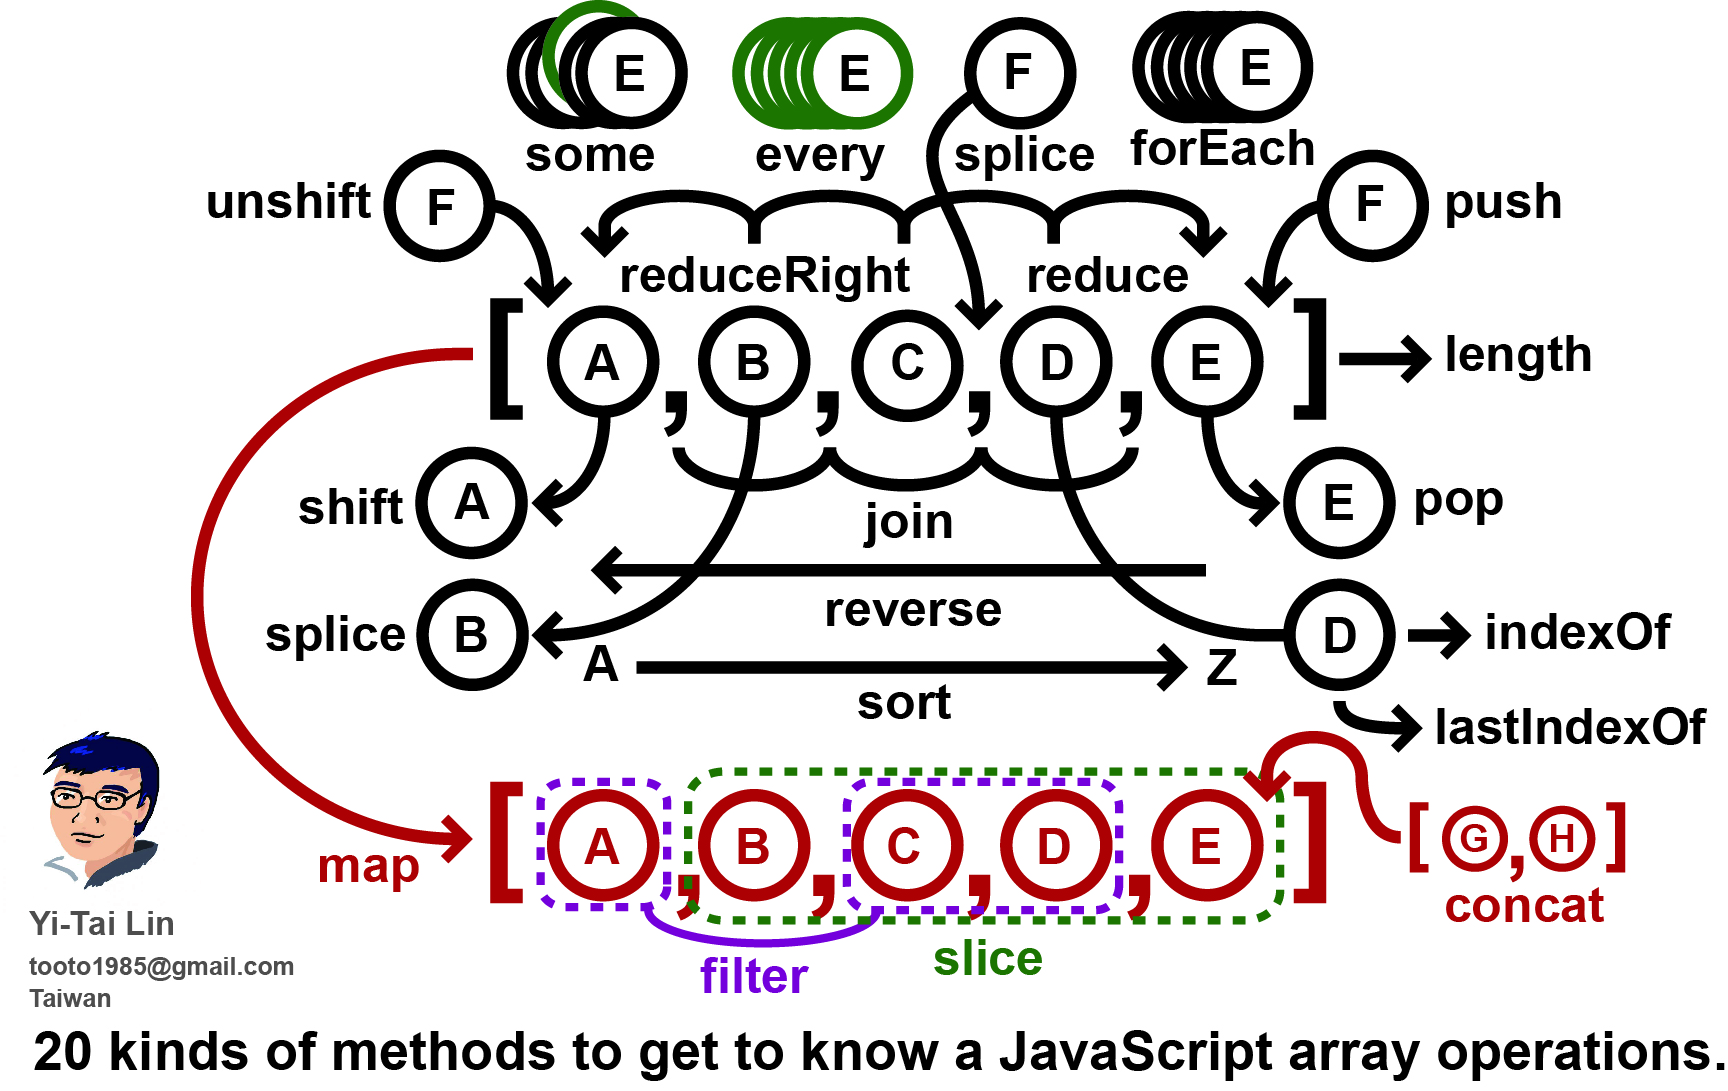 E E F E
some every splice forEach
unshift F F push
reduceRight reduce
[ A , B , C , D , E ] length
shift A E pop
join
reverse
splice B D indexOf
A Z
sort
lastIndexOf
[ A , B , C , D , E ] [ G , H ]
map concat
filter slice
Yi-Tai Lin
tooto1985@gmail.com
Taiwan
20 kinds of methods to get to know a JavaScript array operations.